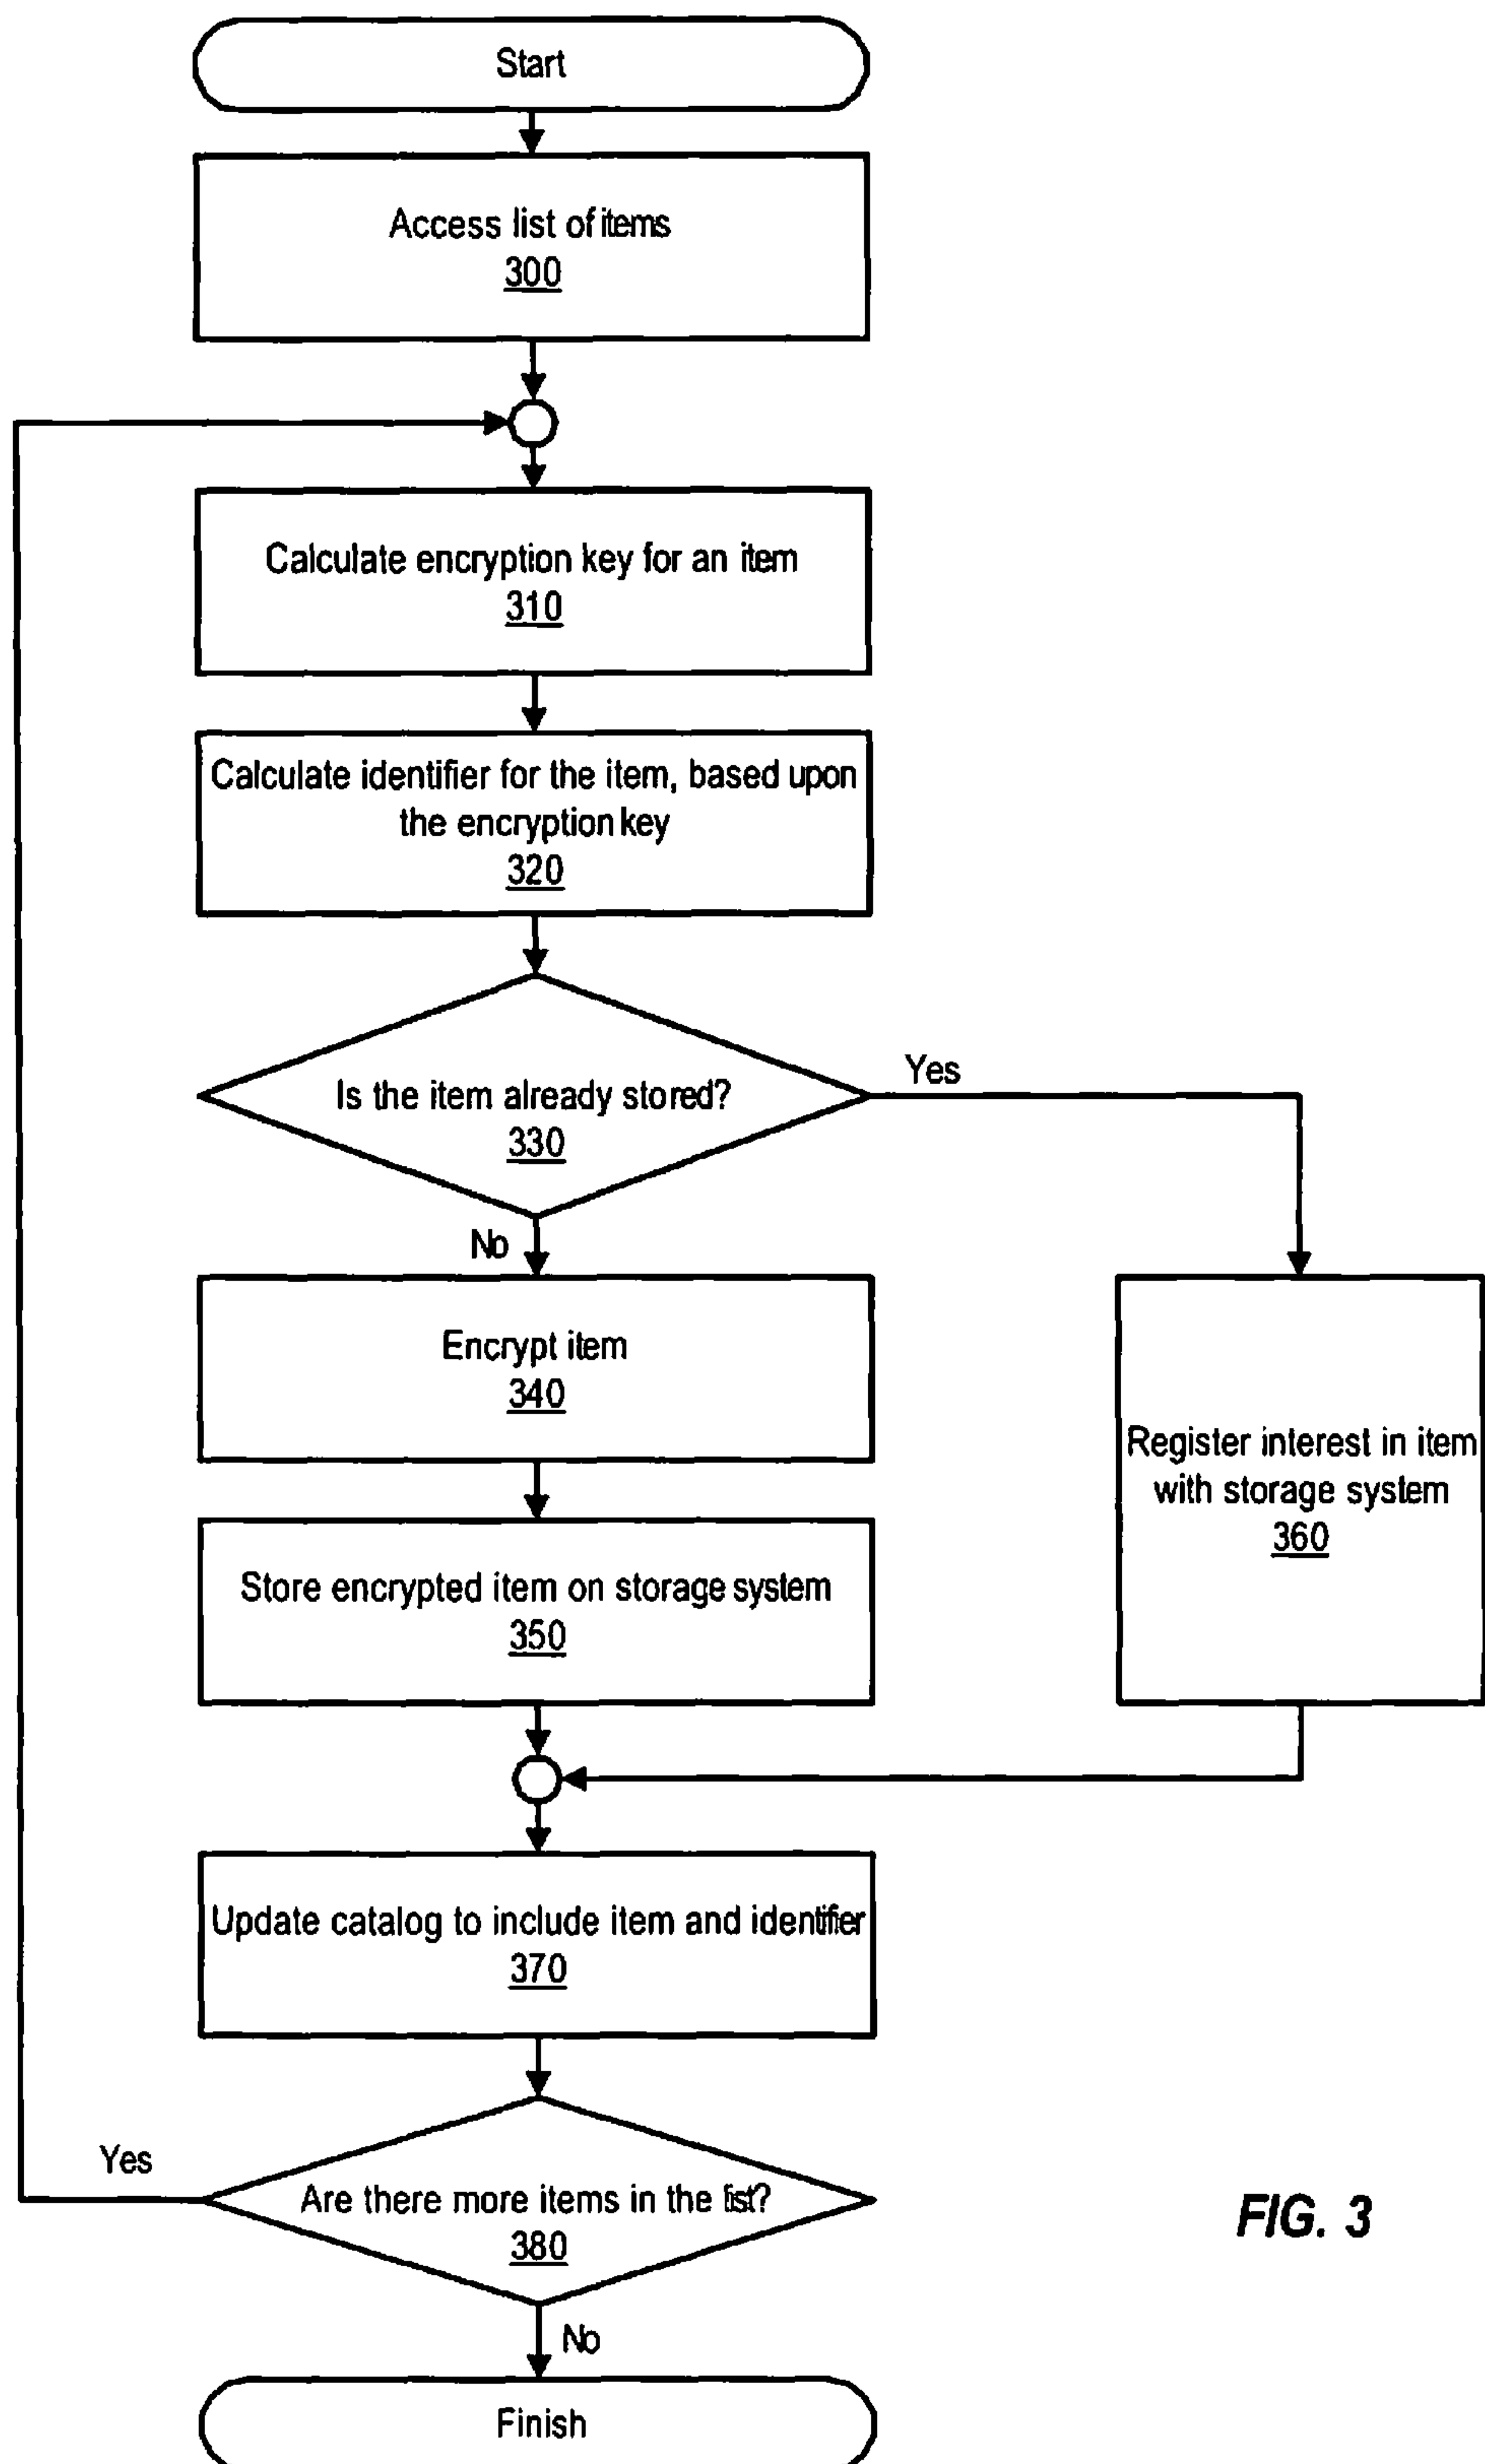 Start
Access list of items
300
Calculate encryption key for an item
310
Calculate identifier for the item, based upon
the encryption key
320
Is the item already stored?
330
Yes
No
Encrypt item
340
Register interest in item
with storage system
360
Store encrypted item on storage system
350
Update catalog to include item and identifier
370
Yes
Are there more items in the list?
380
FIG. 3
No
Finish